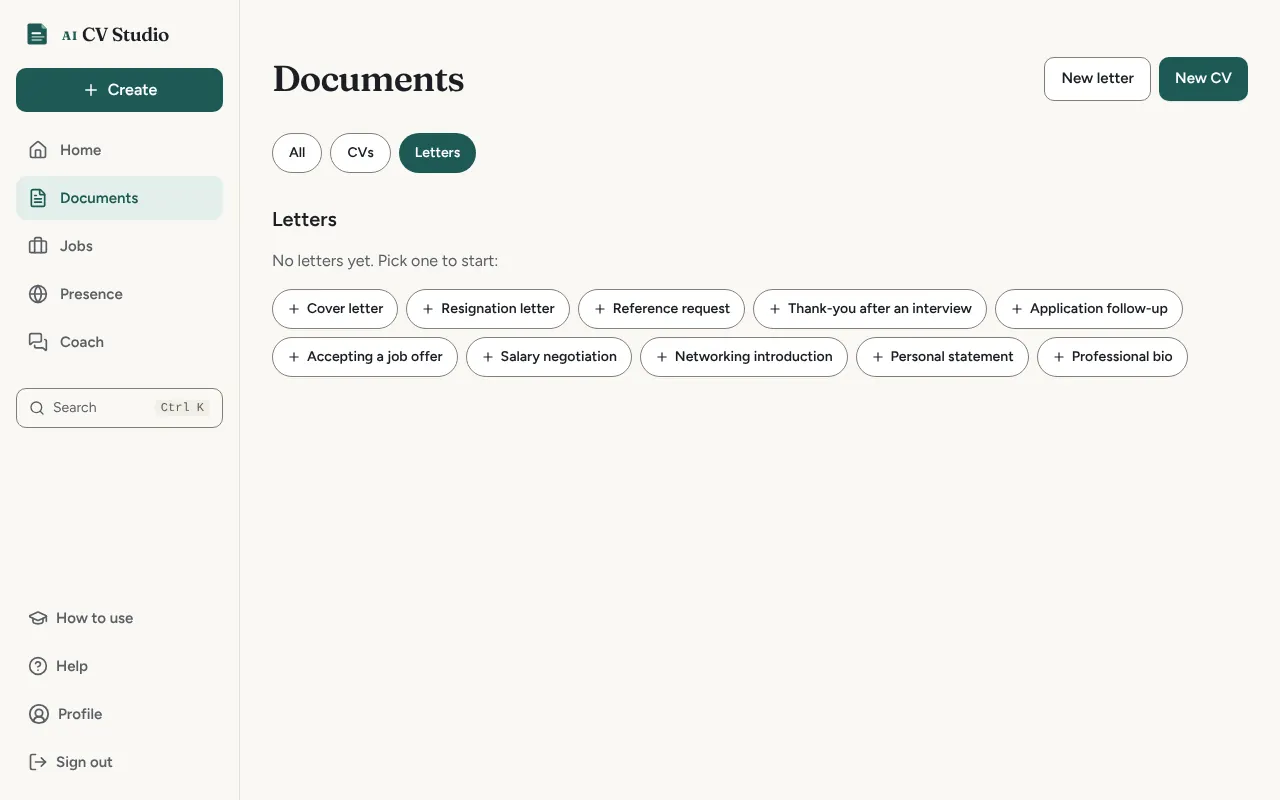 AI CV Studio
Create
Home
Documents
Jobs
Presence
Coach
Search Ctrl K
How to use
Help
Profile
Sign out
Documents
New letter New CV
All CVs Letters
Letters
No letters yet. Pick one to start:
+ Cover letter + Resignation letter + Reference request + Thank-you after an interview + Application follow-up
+ Accepting a job offer + Salary negotiation + Networking introduction + Personal statement + Professional bio